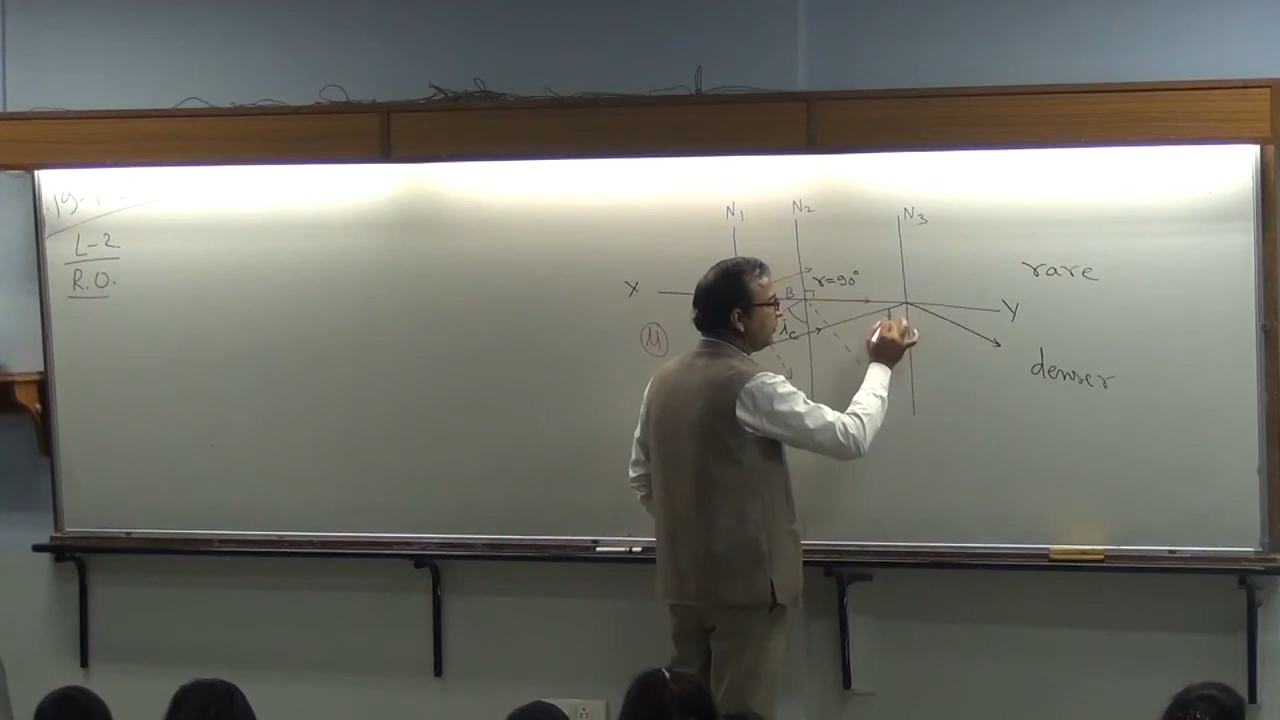 L-2
R.O.
N₁ N₂ N₃
rare
X B r=90° Y
μ i꜀
denser